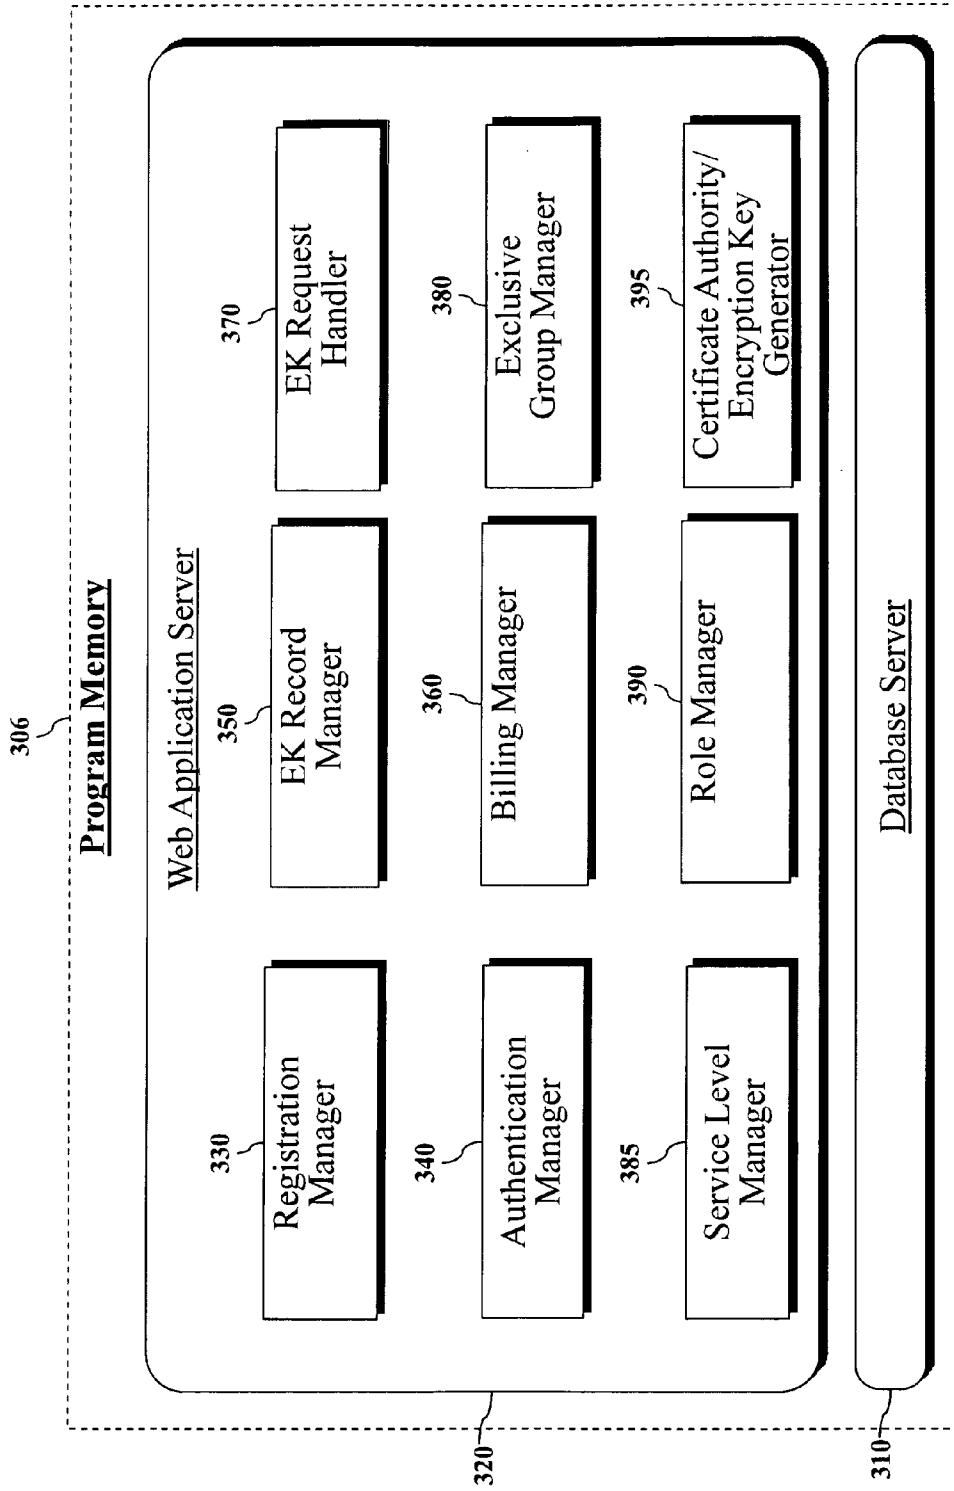 306
Program Memory
Web Application Server
330
Registration
Manager
350
EK Record
Manager
370
EK Request
Handler
340
Authentication
Manager
360
Billing Manager
380
Exclusive
Group Manager
385
Service Level
Manager
390
Role Manager
395
Certificate Authority/
Encryption Key
Generator
320
Database Server
310